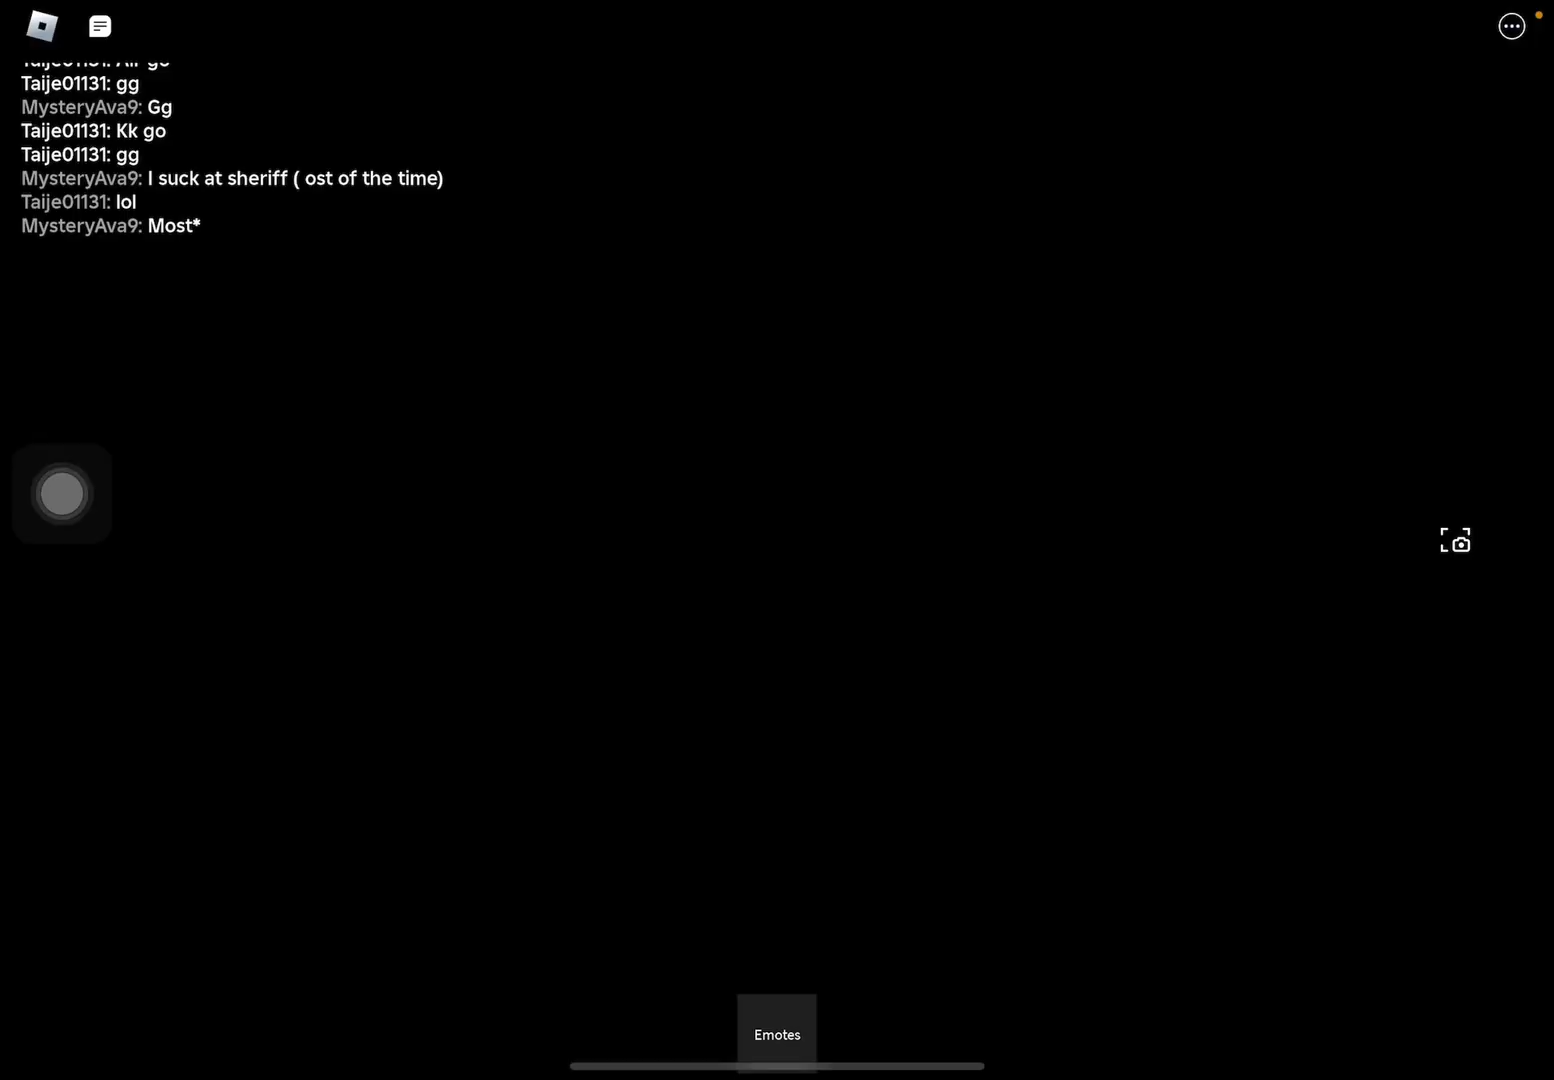 Taije01131: gg
MysteryAva9: Gg
Taije01131: Kk go
Taije01131: gg
MysteryAva9: I suck at sheriff ( ost of the time)
Taije01131: lol
MysteryAva9: Most*
Emotes